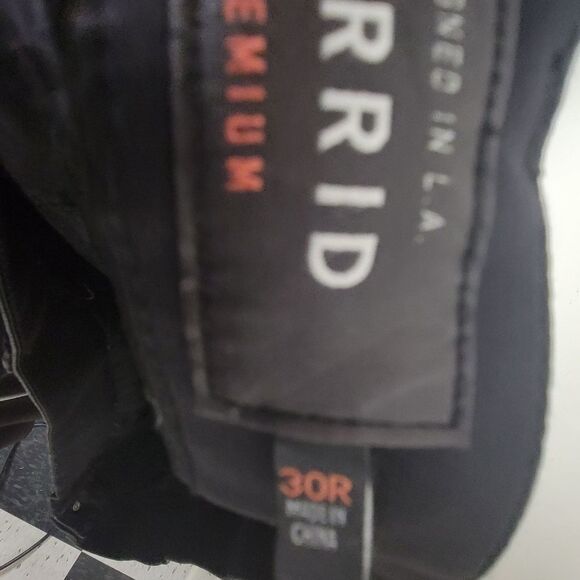 GNED IN L.A.
RRID
EMIUM
30R
MADE IN
CHINA